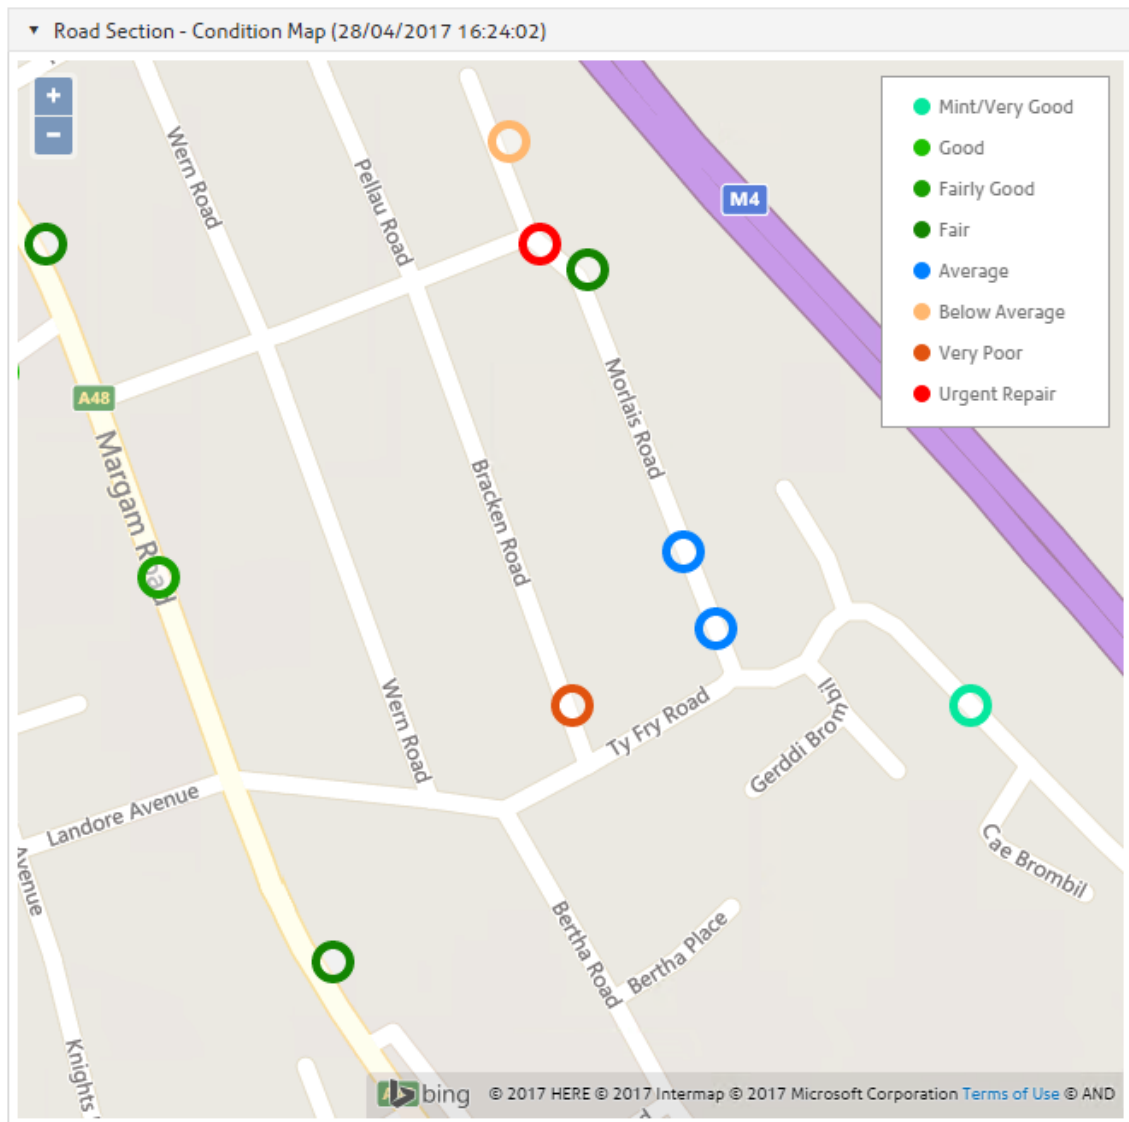 Road Section - Condition Map (28/04/2017 16:24:02)
+
−
Mint/Very Good
Good
Fairly Good
Fair
Average
Below Average
Very Poor
Urgent Repair
M4
Wern Road
Pellau Road
A48
Margam Road
Morlais Road
Bracken Road
Wern Road
Ty Fry Road
Gerddi Brombil
Landore Avenue
Cae Brombil
Avenue
Bertha Road
Bertha Place
Knights
bing
© 2017 HERE © 2017 Intermap © 2017 Microsoft Corporation Terms of Use © AND